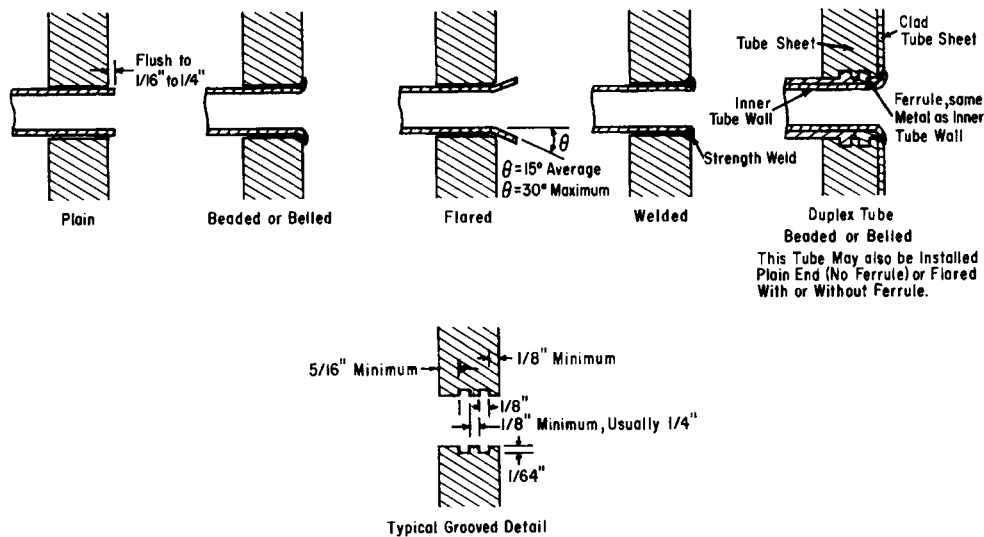 Flush to
1/16" to 1/4"
Plain
Beaded or Belled
θ
θ=15° Average
θ=30° Maximum
Flared
Strength Weld
Welded
Clad
Tube Sheet
Tube Sheet
Inner
Tube Wall
Ferrule, same
Metal as Inner
Tube Wall
Duplex Tube
Beaded or Belled
This Tube May also be Installed
Plain End (No Ferrule) or Flared
With or Without Ferrule.
5/16" Minimum
1/8" Minimum
1/8"
1/8" Minimum, Usually 1/4"
1/64"
Typical Grooved Detail